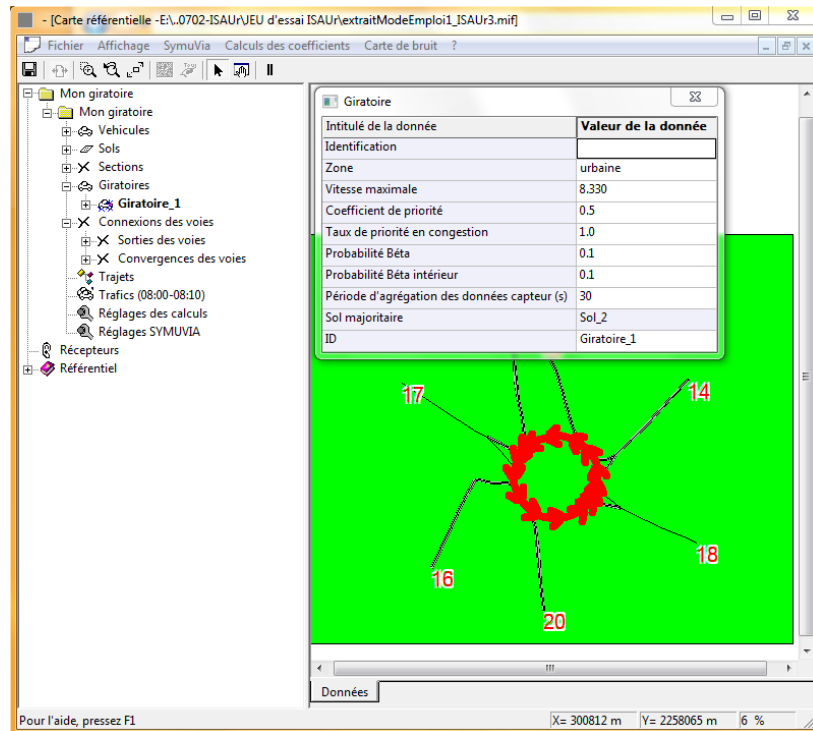 - [Carte référentielle -E:\..0702-ISAUr\JEU d'essai ISAUr\extraitModeEmploi1_ISAUr3.mif]
Fichier Affichage SymuVia Calculs des coefficients Carte de bruit ?
Mon giratoire
Mon giratoire
Vehicules
Sols
Sections
Giratoires
Giratoire_1
Connexions des voies
Sorties des voies
Convergences des voies
Trajets
Trafics (08:00-08:10)
Réglages des calculs
Réglages SYMUVIA
Récepteurs
Référentiel
Giratoire
Intitulé de la donnée Valeur de la donnée
Identification
Zone urbaine
Vitesse maximale 8.330
Coefficient de priorité 0.5
Taux de priorité en congestion 1.0
Probabilité Béta 0.1
Probabilité Béta intérieur 0.1
Période d'agrégation des données capteur (s) 30
Sol majoritaire Sol_2
ID Giratoire_1
17
14
16
18
20
Données
Pour l'aide, pressez F1 X= 300812 m Y= 2258065 m 6 %